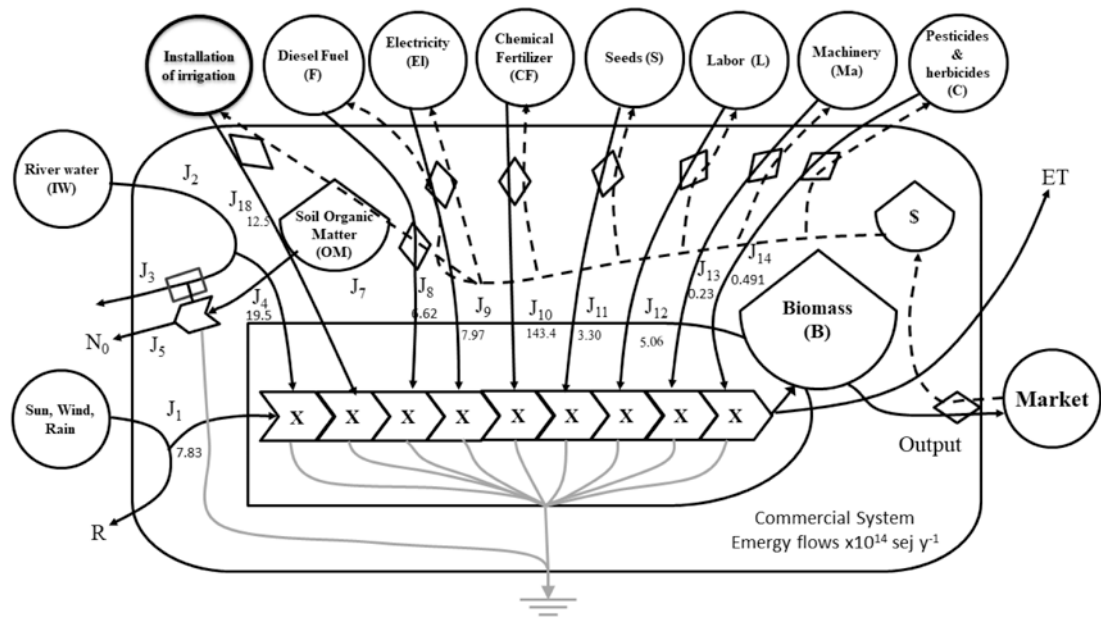 Installation
of irrigation
Diesel Fuel
(F)
Electricity
(EI)
Chemical
Fertilizer
(CF)
Seeds (S)
Labor (L)
Machinery
(Ma)
Pesticides
&
herbicides
(C)
River water
(IW)
J2
J18
12.5
Soil Organic
Matter
(OM)
$
ET
J3
J4
19.5
J7
J8
6.62
J9
7.97
J10
143.4
J11
3.30
J12
5.06
J13
0.23
J14
0.491
Biomass
(B)
N0
J5
Sun, Wind,
Rain
J1
7.83
X X X X X X X X X
Market
Output
R
Commercial System
Emergy flows x10¹⁴ sej y⁻¹